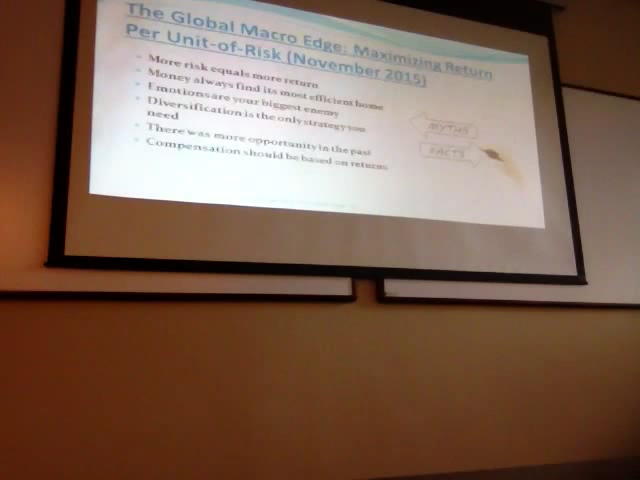 The Global Macro Edge: Maximizing Return
Per Unit-of-Risk (November 2015)
More risk equals more return
Money always find its most efficient home
Emotions are your biggest enemy
Diversification is the only strategy you
need
There was more opportunity in the past
Compensation should be based on returns
MYTHS
FACTS